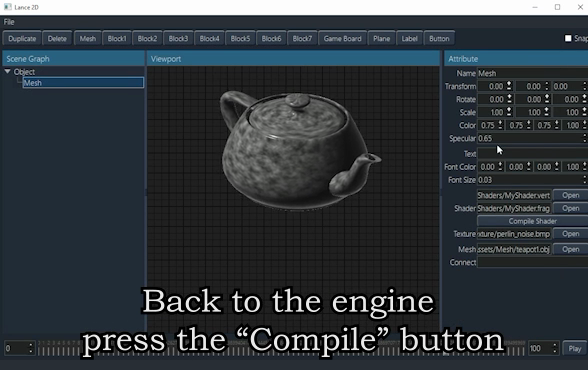 Lance 2D
File
Duplicate Delete Mesh Block1 Block2 Block3 Block4 Block5 Block6 Block7 Game Board Plane Label Button Snap
Scene Graph
Object
Mesh
Viewport
Attribute
Name Mesh
Transform 0.00 0.00 0.00
Rotate 0.00 0.00 0.00
Scale 1.00 1.00 1.00
Color 0.75 0.75 0.75 1.00
Specular 0.65
Text
Font Color 0.00 0.00 0.00 1.00
Font Size 0.03
Shaders/MyShader.vert Open
Shader Shaders/MyShader.frag Open
Compile Shader
Texture xture/perlin_noise.bmp Open
Mesh ssets/Mesh/teapot1.obj Open
Connect
Back to the engine
press the “Compile” button
0 100 Play